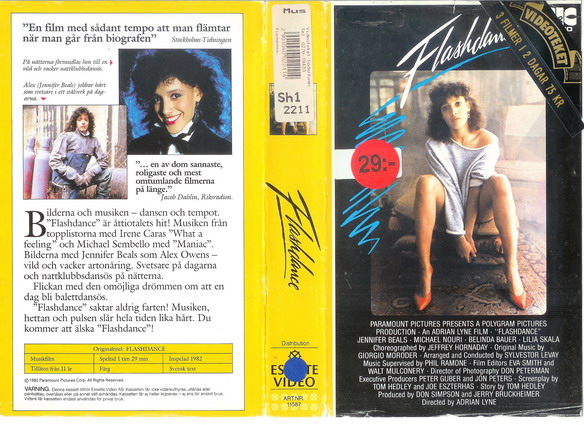 "En film med sådant tempo att man flämtar
när man går från biografen"
Stockholms-Tidningen
På nätterna förvandlas hon till en
vild och vacker nattklubbsdansös.
Alex (Jennifer Beals) jobbar hårt
som svetsare i ett stålverk på dag-
arna.
"... en av dom sannaste,
roligaste och mest
omtumlande filmerna
på länge."
Jacob Dahlin, Riksradion.
Bilderna och musiken – dansen och tempot.
"Flashdance" är åttiotalets hit! Musiken från
topplistorna med Irene Caras "What a
feeling" och Michael Sembello med "Maniac".
Bilderna med Jennifer Beals som Alex Owens –
vild och vacker artonåring. Svetsare på dagarna
och nattklubbsdansös på nätterna.
Flickan med den omöjliga drömmen om att en
dag bli balettdansös.
"Flashdance" saktar aldrig farten! Musiken,
hettan och pulsen slår hela tiden lika hårt. Du
kommer att älska "Flashdance"!
Originaltitel: FLASHDANCE
Musikfilm
Speltid 1 tim 29 min
Inspelad 1982
Tillåten från 11 år
Färg
Svensk text
Mus
Sh1
2211
Flashdance
Distribution
VIDEO
ART.NR.
11587
Flashdan
VIDEOTEKET
3 FILMER I 2 DAGAR 75 KR
29:-
PARAMOUNT PICTURES PRESENTS A POLYGRAM PICTURES
PRODUCTION · An ADRIAN LYNE FILM · "FLASHDANCE"
JENNIFER BEALS · MICHAEL NOURI · BELINDA BAUER · LILIA SKALA
Choreographed by JEFFREY HORNADAY · Original Music by
GIORGIO MORODER · Arranged and Conducted by SYLVESTOR LEVAY
Music Supervised by PHIL RAMONE · Film Editors EVA SMITH and
WALT MULCONERY · Director of Photography DON PETERMAN
Executive Producers PETER GUBER and JON PETERS · Screenplay by
TOM HEDLEY and JOE ESZTERHAS · Story by TOM HEDLEY
Produced by DON SIMPSON and JERRY BRUCKHEIMER
Directed by ADRIAN LYNE